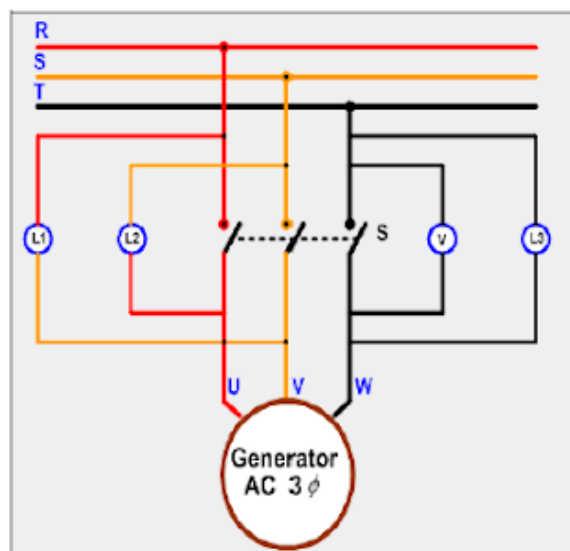 R
S
T
L1 L2 S V L3
U V W
Generator
AC 3 ϕ